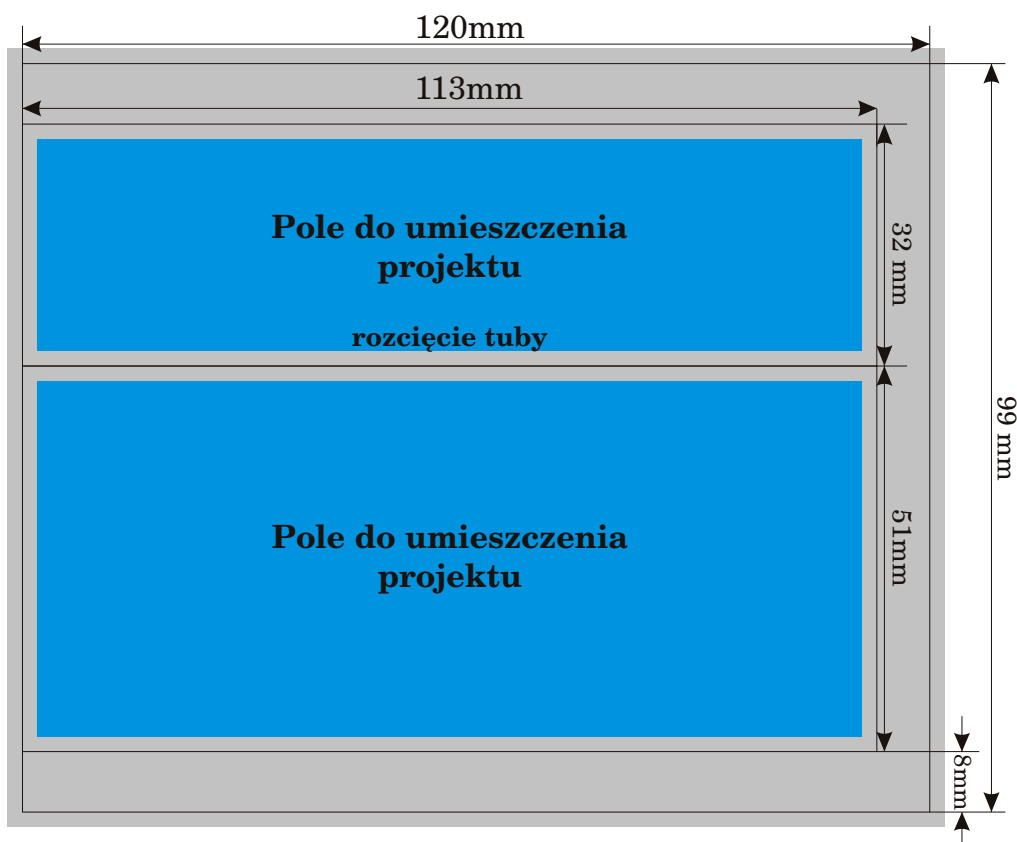 120mm
113mm
Pole do umieszczenia
projektu
32 mm
rozcięcie tuby
99 mm
Pole do umieszczenia
projektu
51mm
8mm